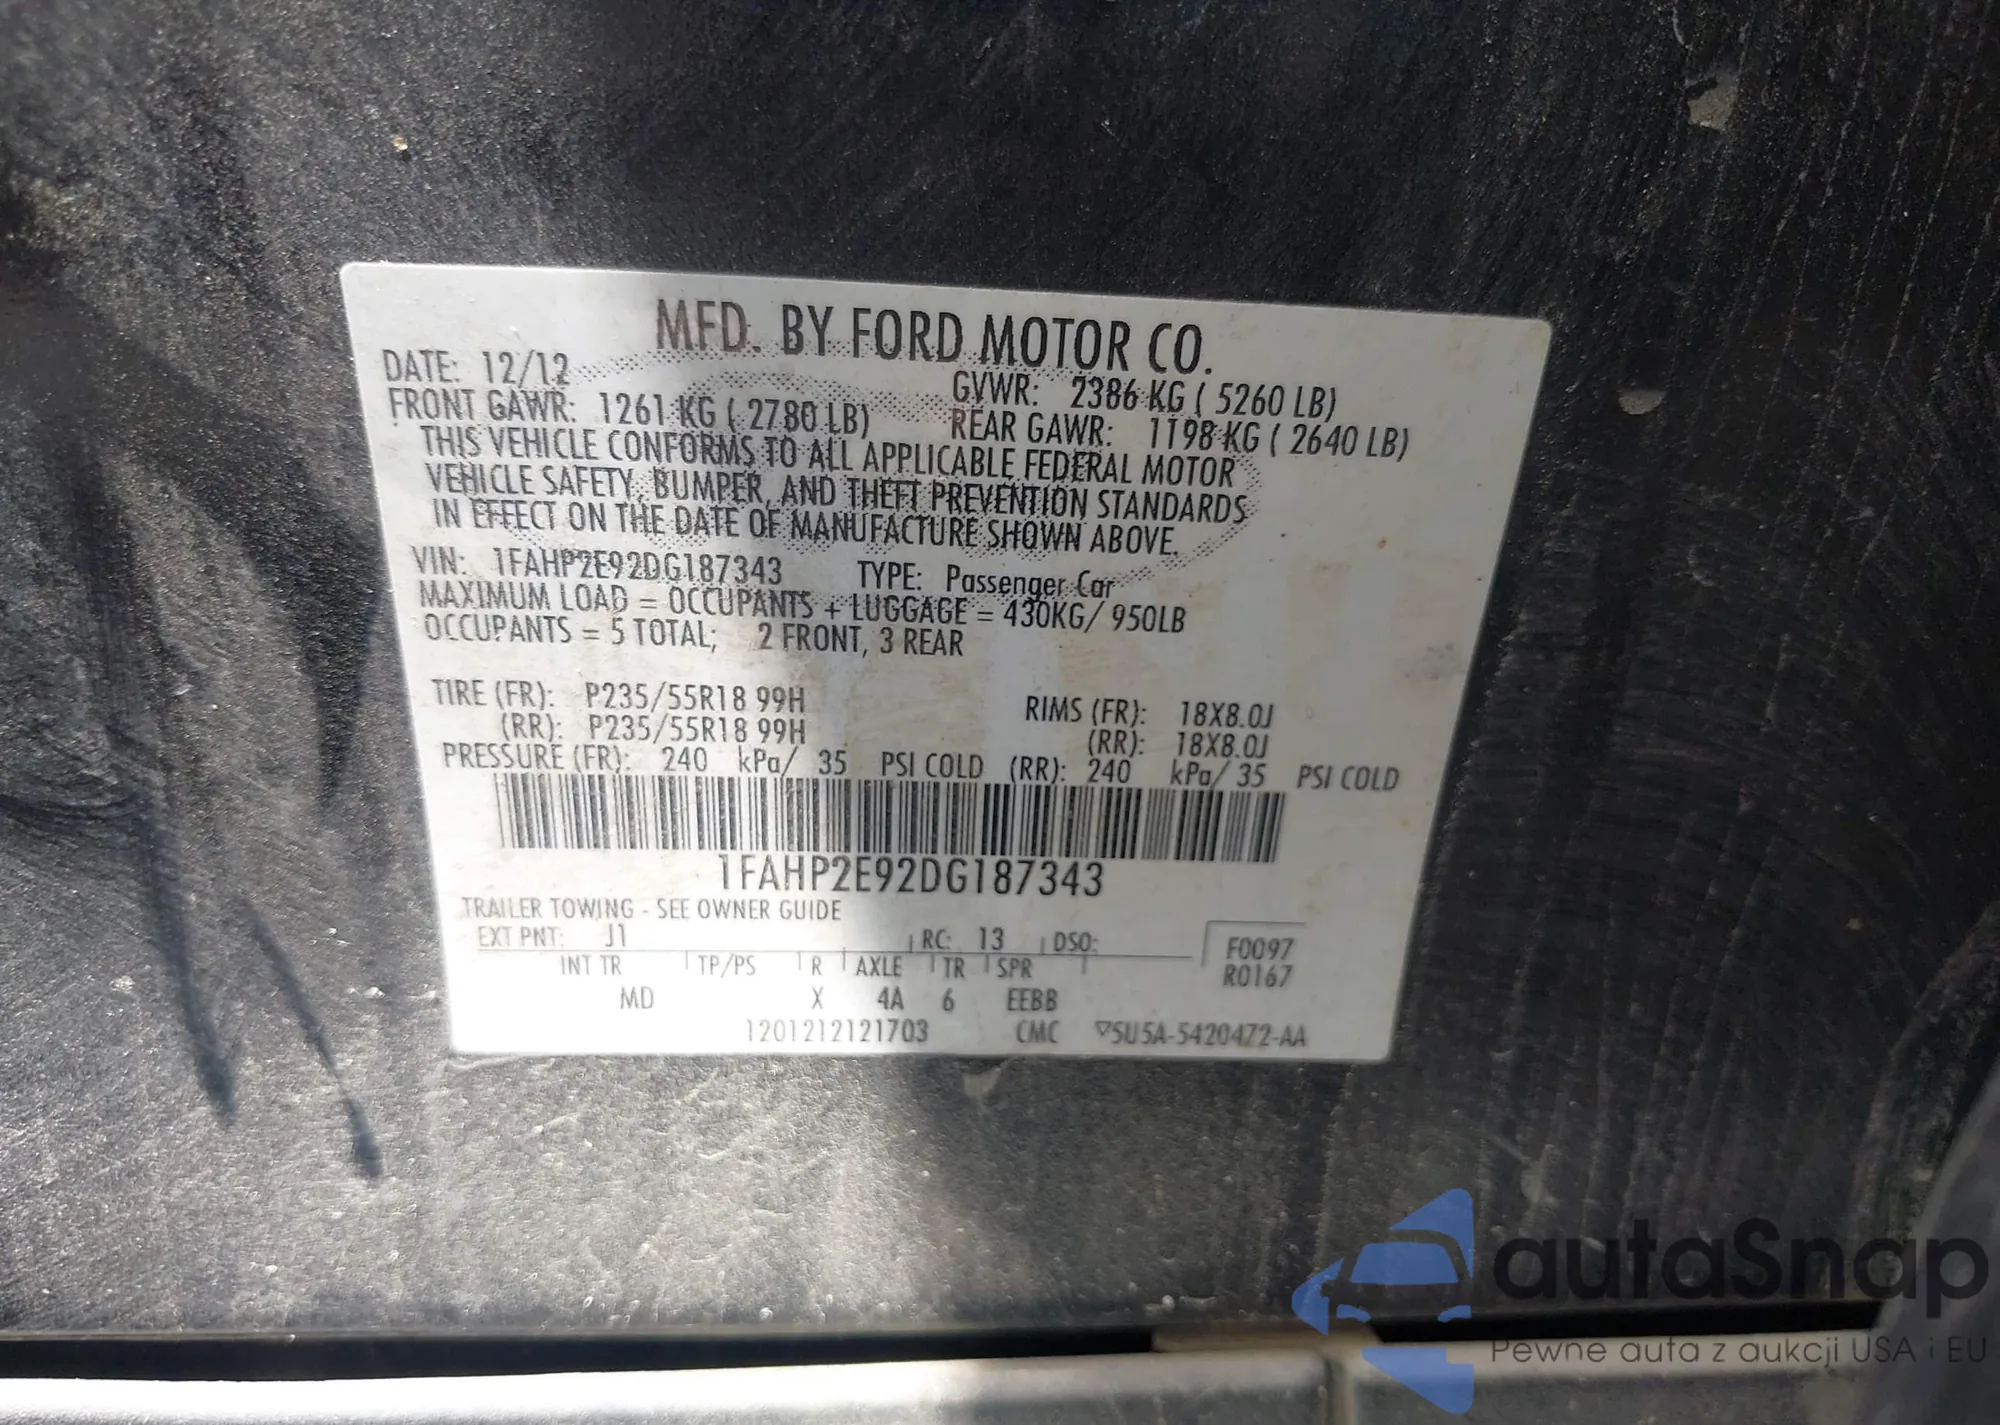 MFD. BY FORD MOTOR CO.
DATE: 12/12 GVWR: 2386 KG ( 5260 LB)
FRONT GAWR: 1261 KG ( 2780 LB) REAR GAWR: 1198 KG ( 2640 LB)
THIS VEHICLE CONFORMS TO ALL APPLICABLE FEDERAL MOTOR
VEHICLE SAFETY, BUMPER, AND THEFT PREVENTION STANDARDS
IN EFFECT ON THE DATE OF MANUFACTURE SHOWN ABOVE.
VIN: 1FAHP2E92DG187343 TYPE: Passenger Car
MAXIMUM LOAD = OCCUPANTS + LUGGAGE = 430KG/ 950LB
OCCUPANTS = 5 TOTAL; 2 FRONT, 3 REAR
TIRE (FR): P235/55R18 99H RIMS (FR): 18X8.0J
(RR): P235/55R18 99H (RR): 18X8.0J
PRESSURE (FR): 240 kPa/ 35 PSI COLD (RR): 240 kPa/ 35 PSI COLD
1FAHP2E92DG187343
TRAILER TOWING - SEE OWNER GUIDE
EXT PNT: J1 RC: 13 DSO: F0097
INT TR TP/PS R AXLE TR SPR R0167
MD X 4A 6 EEBB
1201212121703 CMC ▽5U5A-5420472-AA
autaSnap
Pewne auta z aukcji USA i EU